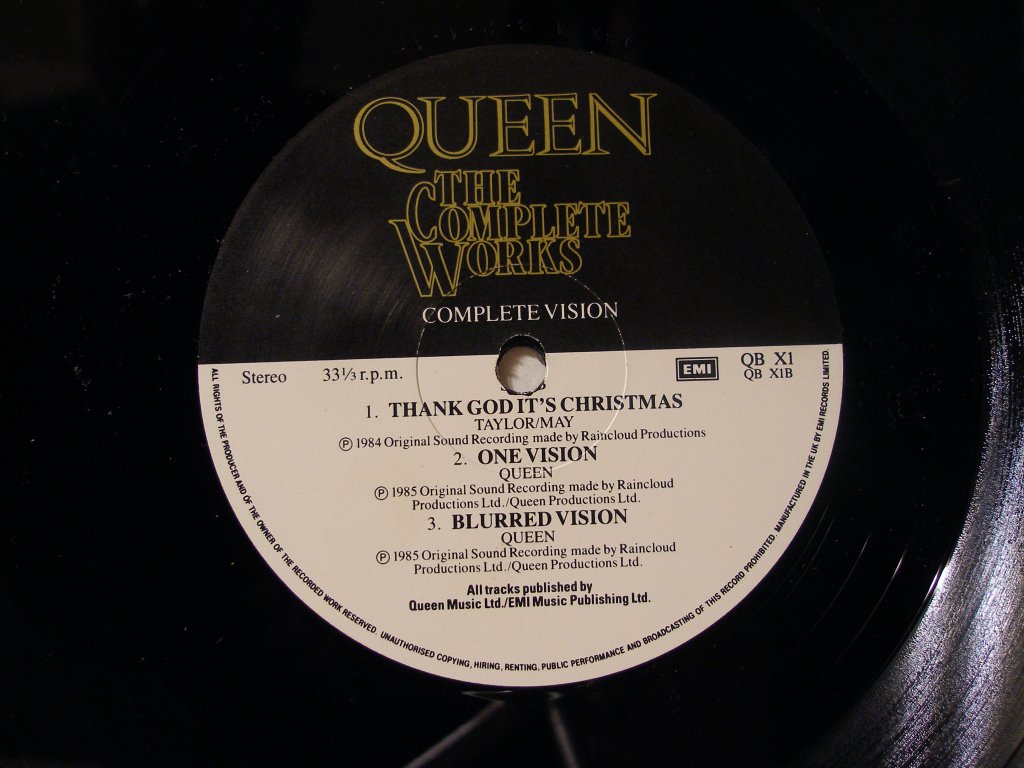 QUEEN
THE
COMPLETE
WORKS
COMPLETE VISION
Stereo
33⅓ r.p.m.
EMI
QB X1
QB X1B
1. THANK GOD IT'S CHRISTMAS
TAYLOR/MAY
Ⓟ 1984 Original Sound Recording made by Raincloud Productions
2. ONE VISION
QUEEN
Ⓟ 1985 Original Sound Recording made by Raincloud
Productions Ltd./Queen Productions Ltd.
3. BLURRED VISION
QUEEN
Ⓟ 1985 Original Sound Recording made by Raincloud
Productions Ltd./Queen Productions Ltd.
All tracks published by
Queen Music Ltd./EMI Music Publishing Ltd.
ALL RIGHTS OF THE PRODUCER AND OF THE OWNER OF THE RECORDED WORK RESERVED. UNAUTHORISED COPYING, HIRING, RENTING, PUBLIC PERFORMANCE AND BROADCASTING OF THIS RECORD PROHIBITED. MANUFACTURED IN THE UK BY EMI RECORDS LIMITED.